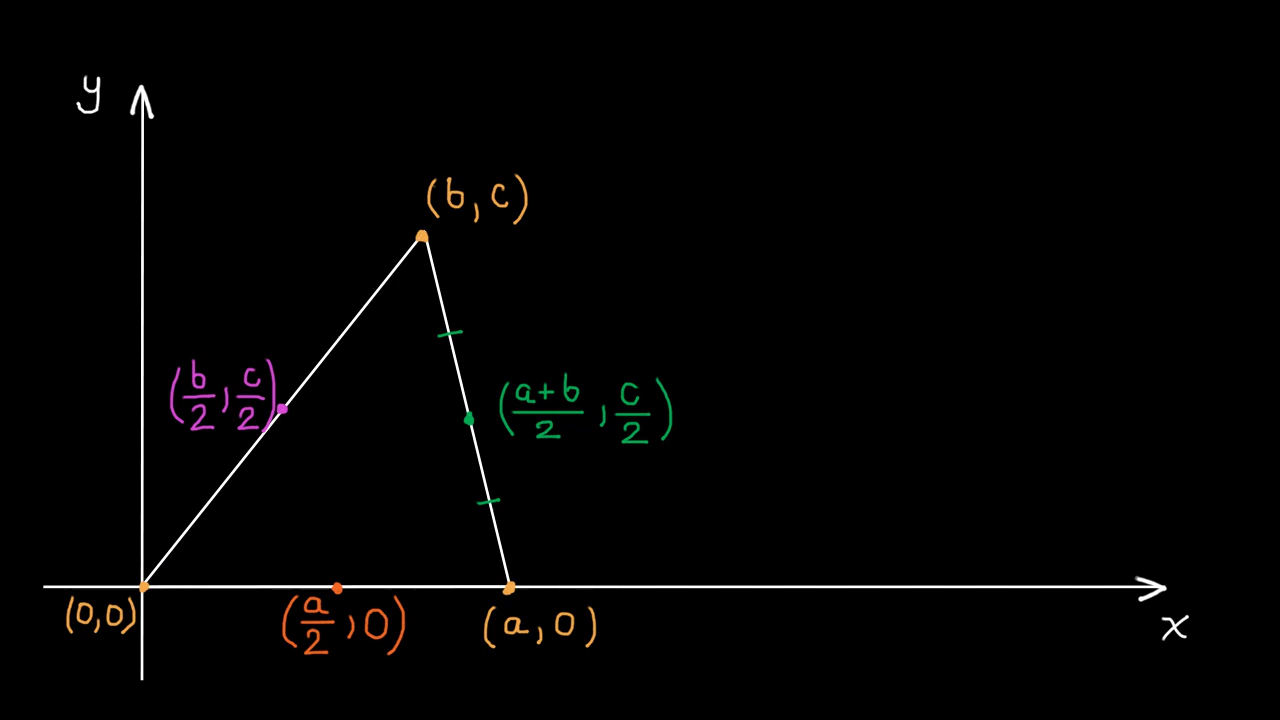 y
(b, c)
(b/2, c/2)
((a+b)/2, c/2)
(0,0)
(a/2, 0)
(a, 0)
x